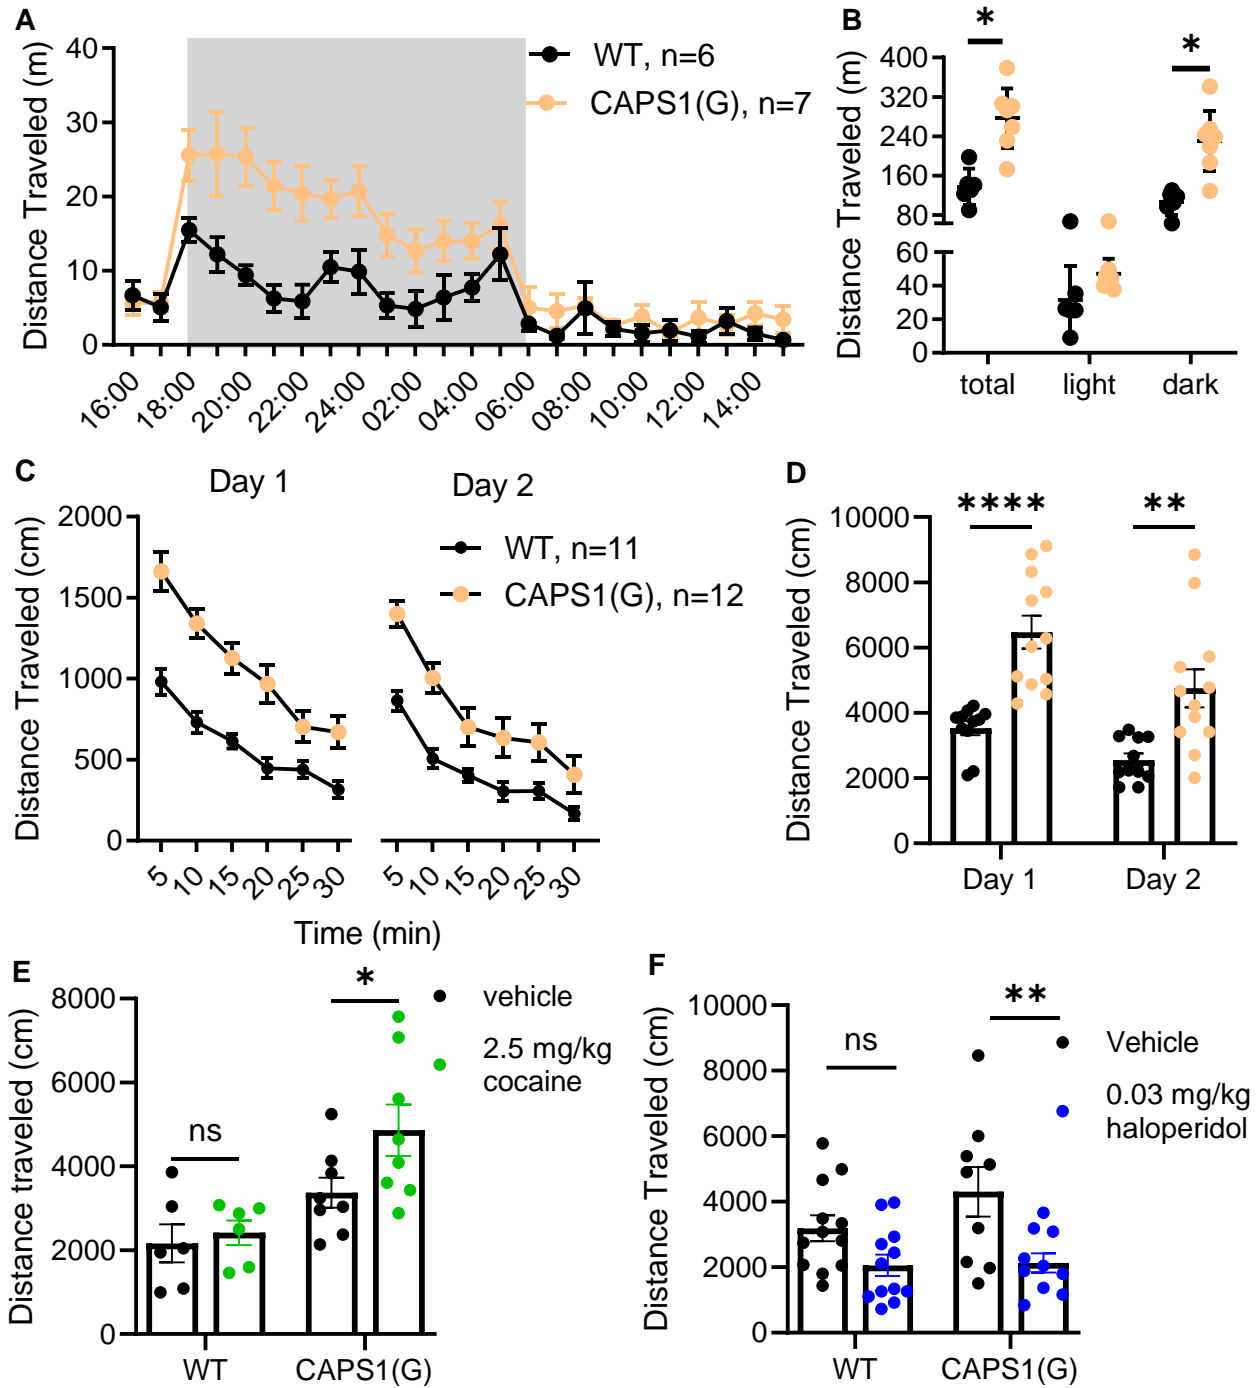 A
Distance Traveled (m)
40
30
20
10
0
WT, n=6
CAPS1(G), n=7
16:00
18:00
20:00
22:00
24:00
02:00
04:00
06:00
08:00
10:00
12:00
14:00
B
Distance Traveled (m)
400
320
240
160
80
60
40
20
0
*
*
total
light
dark
C
Day 1
Day 2
Distance Traveled (cm)
2000
1500
1000
500
0
WT, n=11
CAPS1(G), n=12
5
10
15
20
25
30
5
10
15
20
25
30
Time (min)
D
Distance Traveled (cm)
10000
8000
6000
4000
2000
0
****
**
Day 1
Day 2
E
Distance traveled (cm)
8000
6000
4000
2000
0
ns
*
vehicle
2.5 mg/kg
cocaine
WT
CAPS1(G)
F
Distance Traveled (cm)
10000
8000
6000
4000
2000
0
ns
**
Vehicle
0.03 mg/kg
haloperidol
WT
CAPS1(G)